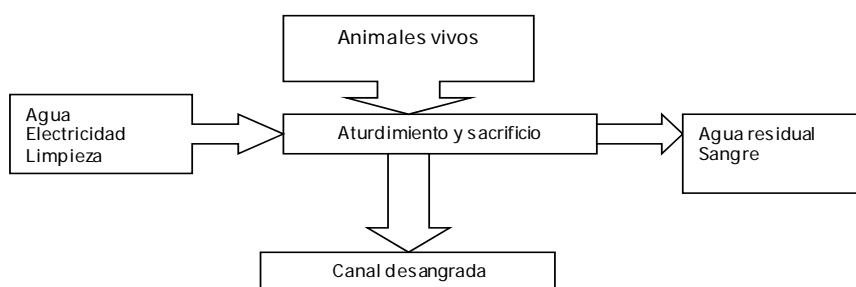 Animales vivos
Agua
Electricidad
Limpieza
Aturdimiento y sacrificio
Agua residual
Sangre
Canal desangrada